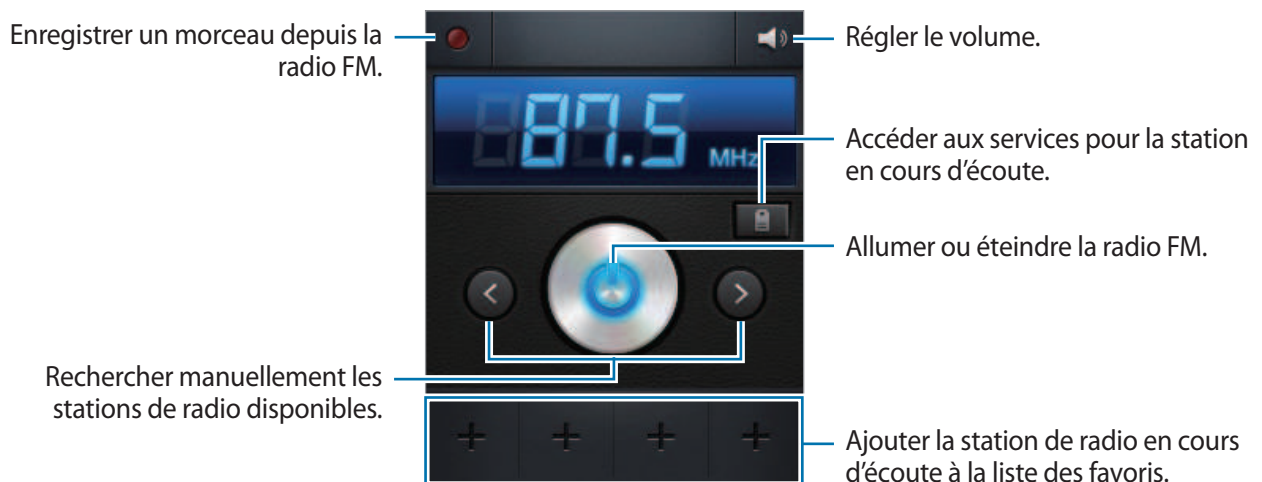 Enregistrer un morceau depuis la
radio FM.
Régler le volume.
87.5 MHz
Accéder aux services pour la station
en cours d'écoute.
Allumer ou éteindre la radio FM.
Rechercher manuellement les
stations de radio disponibles.
Ajouter la station de radio en cours
d'écoute à la liste des favoris.